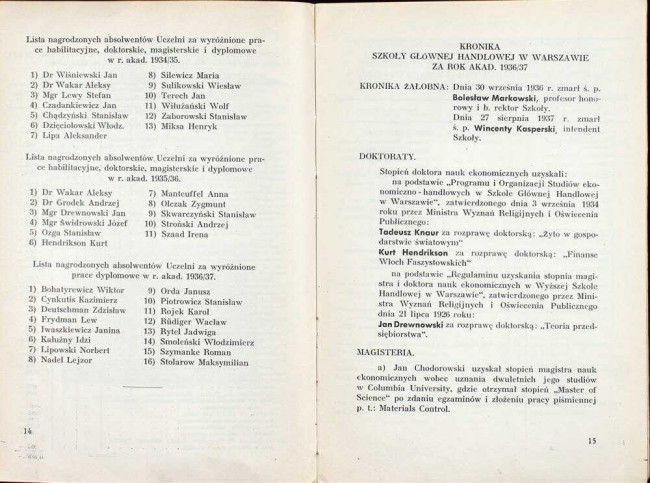 Lista nagrodzonych absolwentów Uczelni za wyróżnione pra-
ce habilitacyjne, doktorskie, magisterskie i dyplomowe
w r. akad. 1934/35.
1) Dr Wiśniewski Jan
2) Dr Wakar Aleksy
3) Mgr Lewy Stefan
4) Czadankiewicz Jan
5) Chądzyński Stanisław
6) Dzięciołowski Włodz.
7) Lipa Aleksander
8) Silewicz Maria
9) Sulikowski Wiesław
10) Terech Jan
11) Wiłużański Wolf
12) Zaborowski Stanisław
13) Miksa Henryk
Lista nagrodzonych absolwentów Uczelni za wyróżnione pra-
ce habilitacyjne, doktorskie, magisterskie i dyplomowe
w r. akad. 1935/36.
1) Dr Wakar Aleksy
2) Dr Grodek Andrzej
3) Mgr Drewnowski Jan
4) Mgr Świdrowski Józef
5) Ozga Stanisław
6) Hendrikson Kurt
7) Manteuffel Anna
8) Olczak Zygmunt
9) Skwarczyński Stanisław
10) Stroński Andrzej
11) Szaad Irena
Lista nagrodzonych absolwentów Uczelni za wyróżnione
prace dyplomowe w r. akad. 1936/37.
1) Bohatyrewicz Wiktor
2) Cynkutis Kazimierz
3) Deutschman Zdzisław
4) Frydman Lew
5) Iwaszkiewicz Janina
6) Kałużny Idzi
7) Lipowski Norbert
8) Nadel Lejzor
9) Orda Janusz
10) Piotrowicz Stanisław
11) Rojek Karol
12) Rüdiger Wacław
13) Rytel Jadwiga
14) Smoleński Włodzimierz
15) Szymanke Roman
16) Stolarow Maksymilian
14
KRONIKA
SZKOŁY GŁÓWNEJ HANDLOWEJ W WARSZAWIE
ZA ROK AKAD. 1936/37
KRONIKA ŻAŁOBNA: Dnia 30 września 1936 r. zmarł ś. p.
Bolesław Markowski, profesor hono-
rowy i b. rektor Szkoły.
Dnia 27 sierpnia 1937 r. zmarł
ś. p. Wincenty Kasperski, intendent
Szkoły.
DOKTORATY.
Stopień doktora nauk ekonomicznych uzyskali:
na podstawie „Programu i Organizacji Studiów eko-
nomiczno-handlowych w Szkole Głównej Handlowej
w Warszawie“, zatwierdzonego dnia 3 września 1934
roku przez Ministra Wyznań Religijnych i Oświecenia
Publicznego:
Tadeusz Knaur za rozprawę doktorską: „Żyto w gospo-
darstwie światowym“
Kurt Hendrikson za rozprawę doktorską: „Finanse
Włoch Faszystowskich“
na podstawie „Regulaminu uzyskania stopnia magi-
stra i doktora nauk ekonomicznych w Wyższej Szkole
Handlowej w Warszawie“, zatwierdzonego przez Mini-
stra Wyznań Religijnych i Oświecenia Publicznego
dnia 21 lipca 1926 roku:
Jan Drewnowski za rozprawę doktorską: „Teoria przed-
siębiorstwa“.
MAGISTERIA.
a) Jan Chodorowski uzyskał stopień magistra nauk
ekonomicznych wobec uznania dwuletnich jego studiów
w Columbia University, gdzie otrzymał stopień „Master of
Science“ po zdaniu egzaminów i złożeniu pracy piśmiennej
p. t.: Materials Control.
15